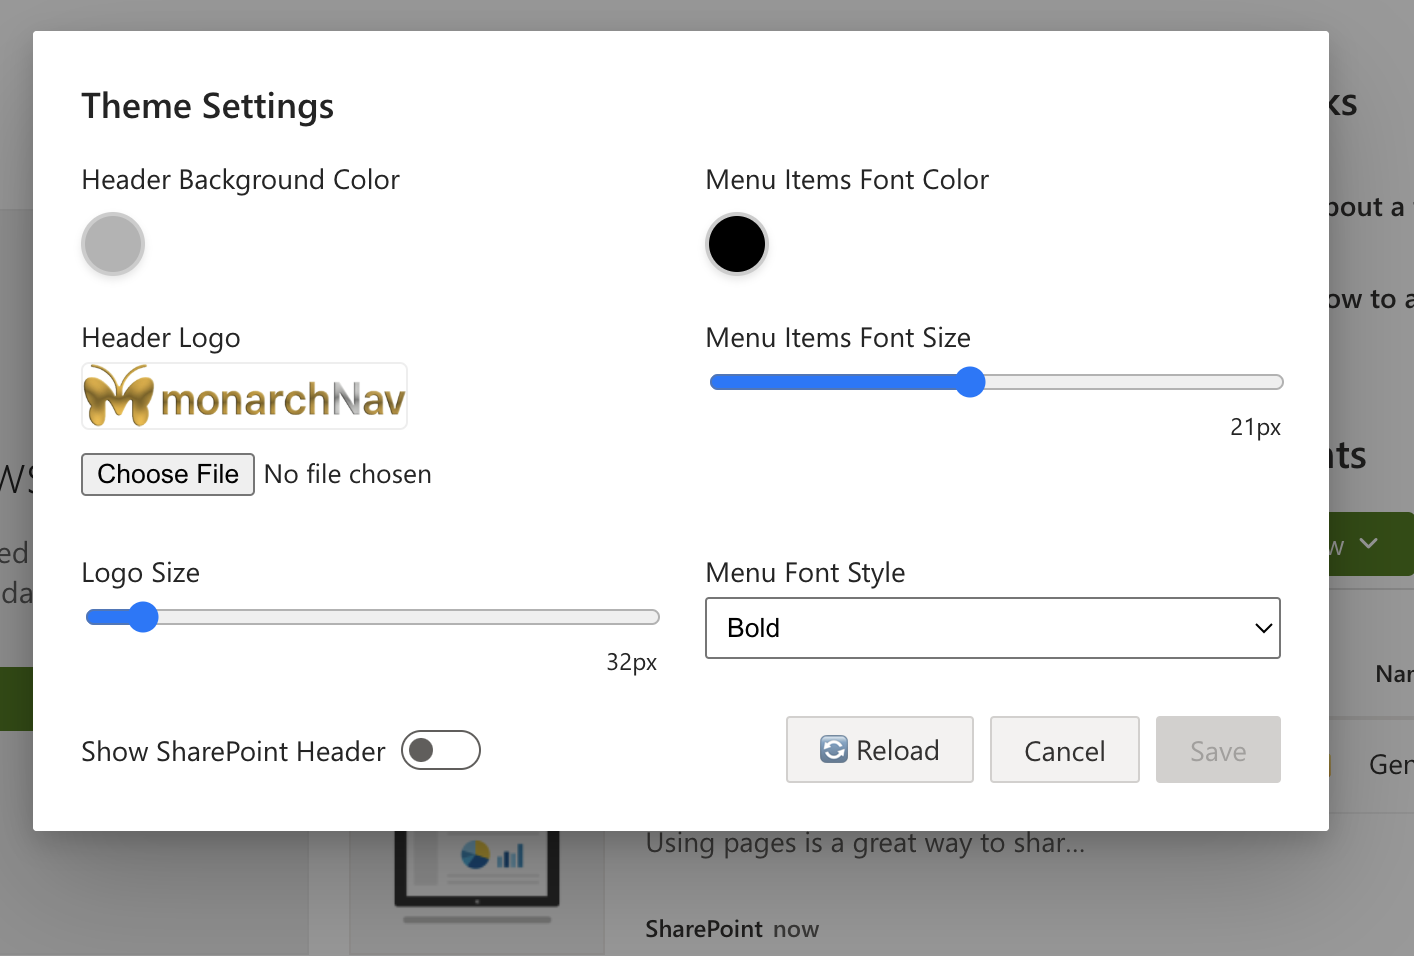 Theme Settings
Header Background Color
Menu Items Font Color
Header Logo
monarchNav
Choose File No file chosen
Menu Items Font Size
21px
Logo Size
32px
Menu Font Style
Bold
Show SharePoint Header
Reload
Cancel
Save
ks
bout a
ow to a
nts
w
Nar
Gen
ws
ed
da
Using pages is a great way to shar...
SharePoint now